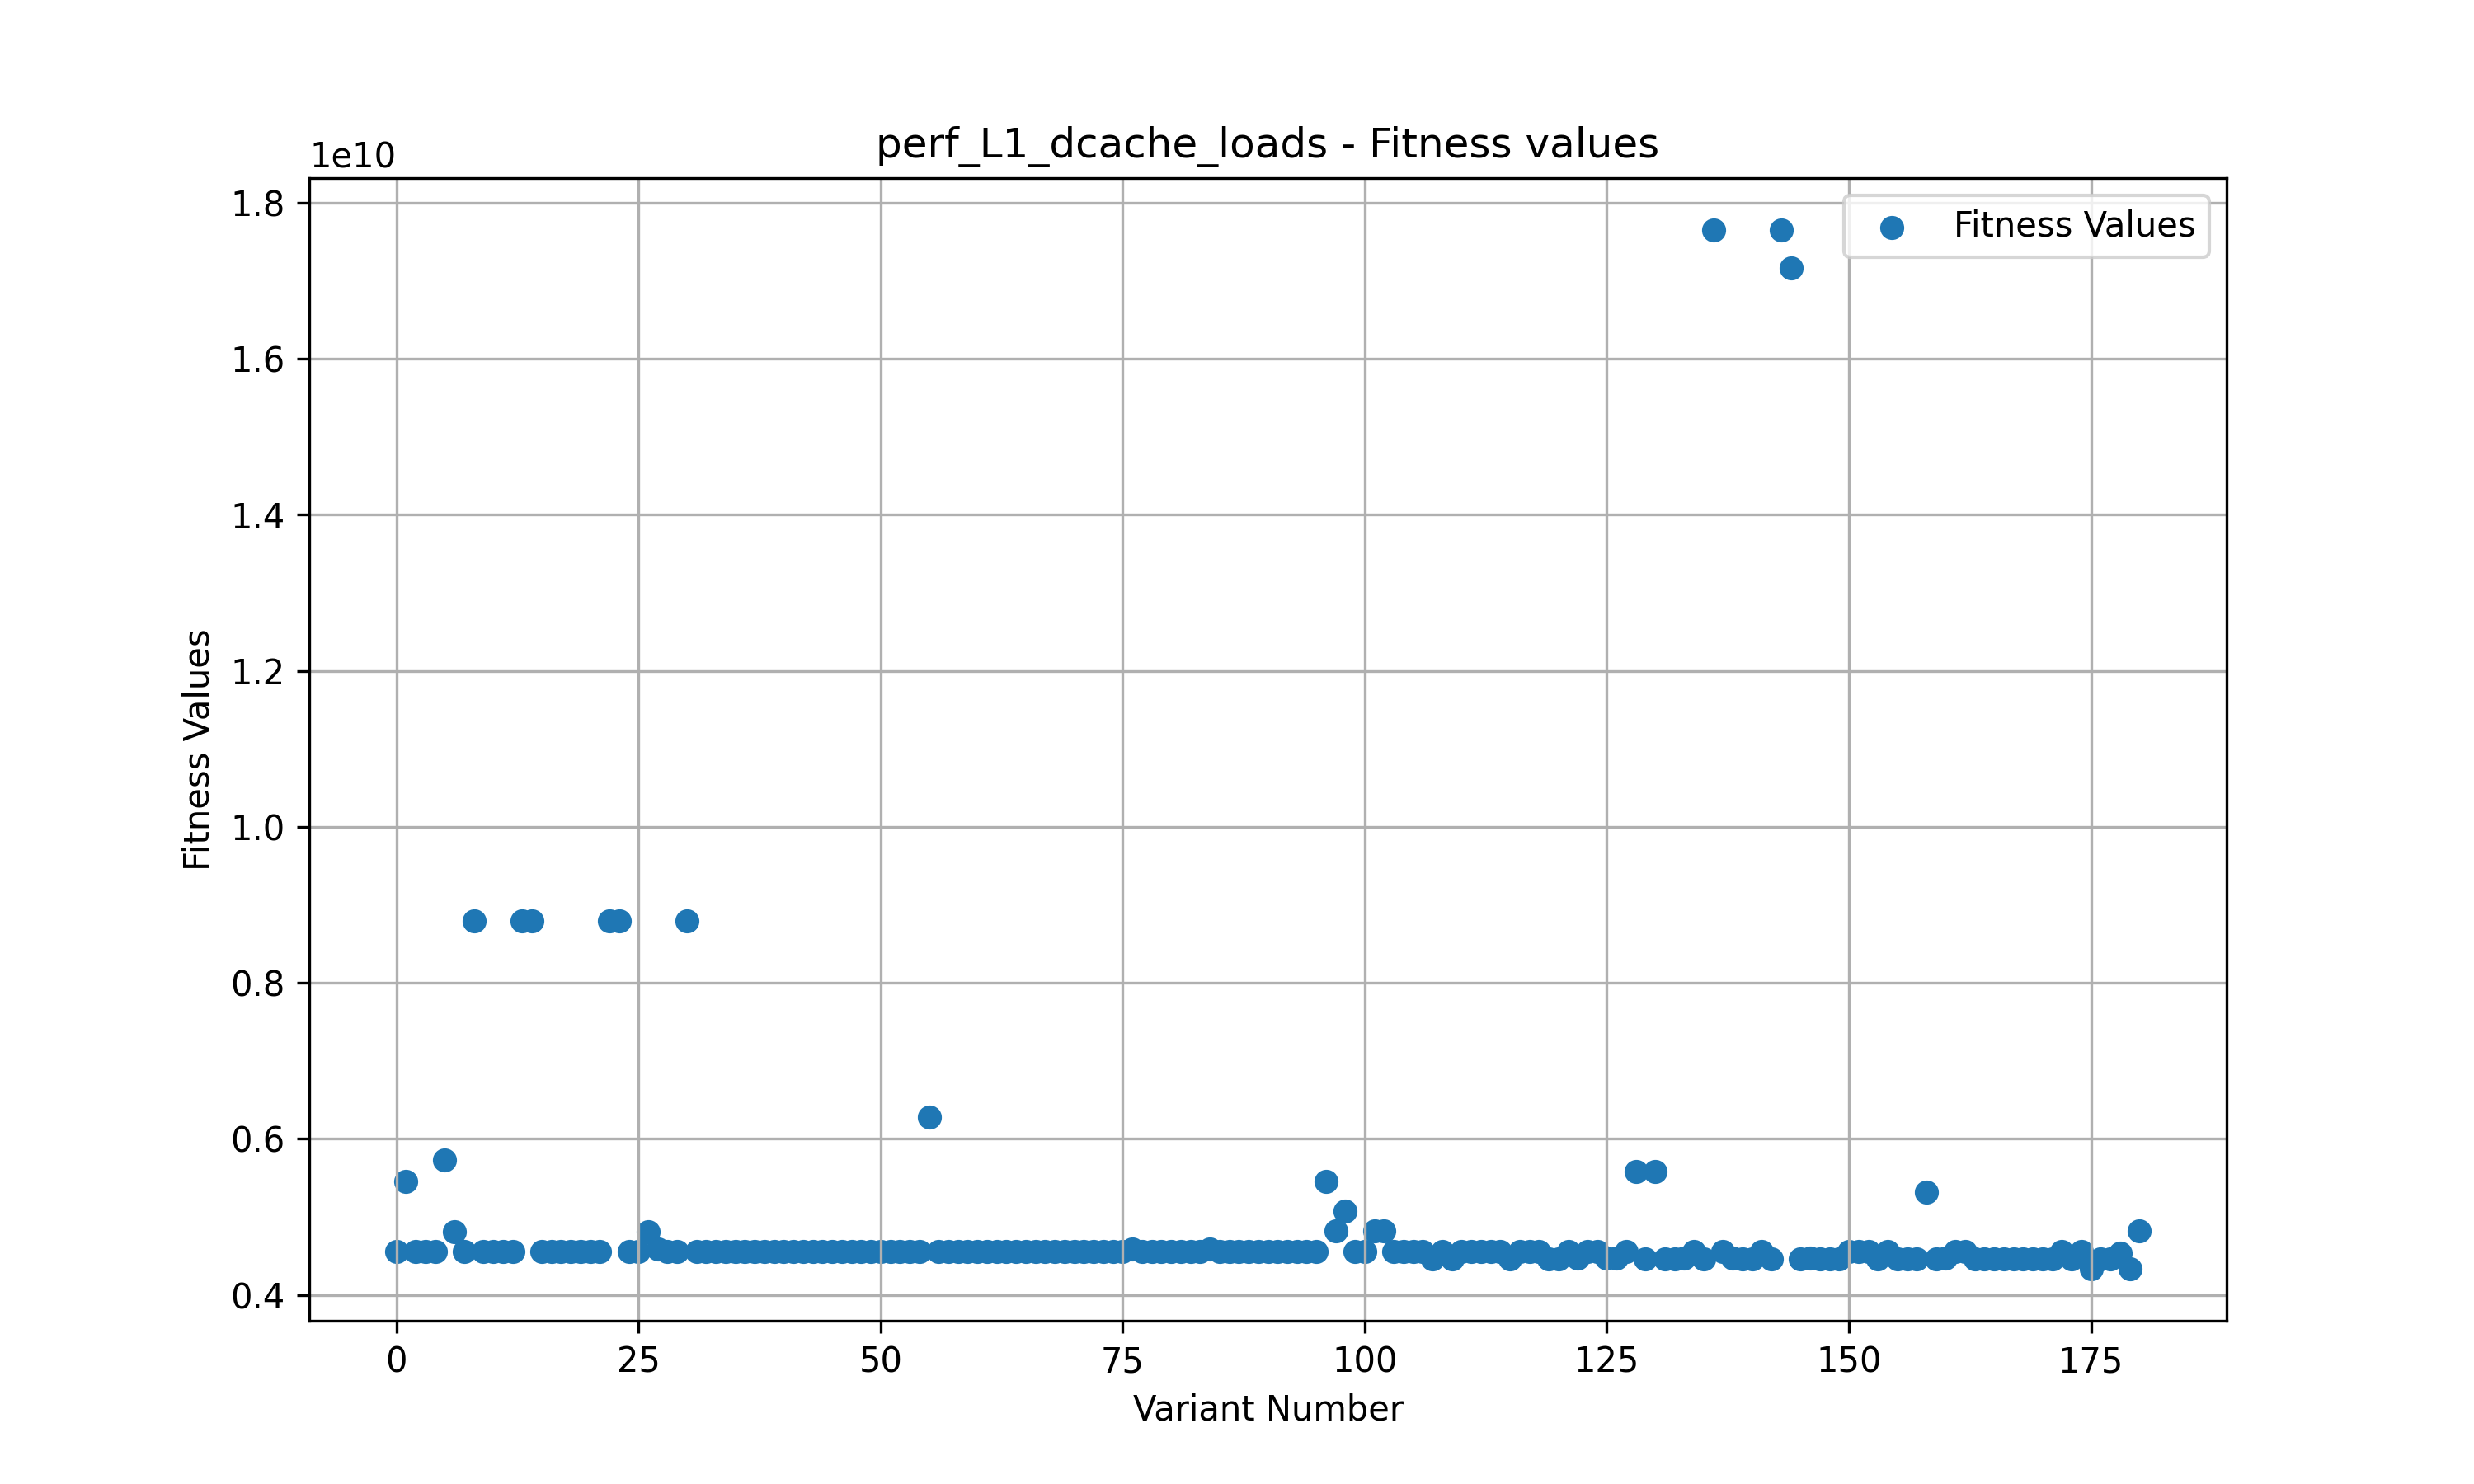 perf_L1_dcache_loads - Fitness values
1e10
1.8
1.6
1.4
1.2
1.0
0.8
0.6
0.4
Fitness Values
Fitness Values
0 25 50 75 100 125 150 175
Variant Number